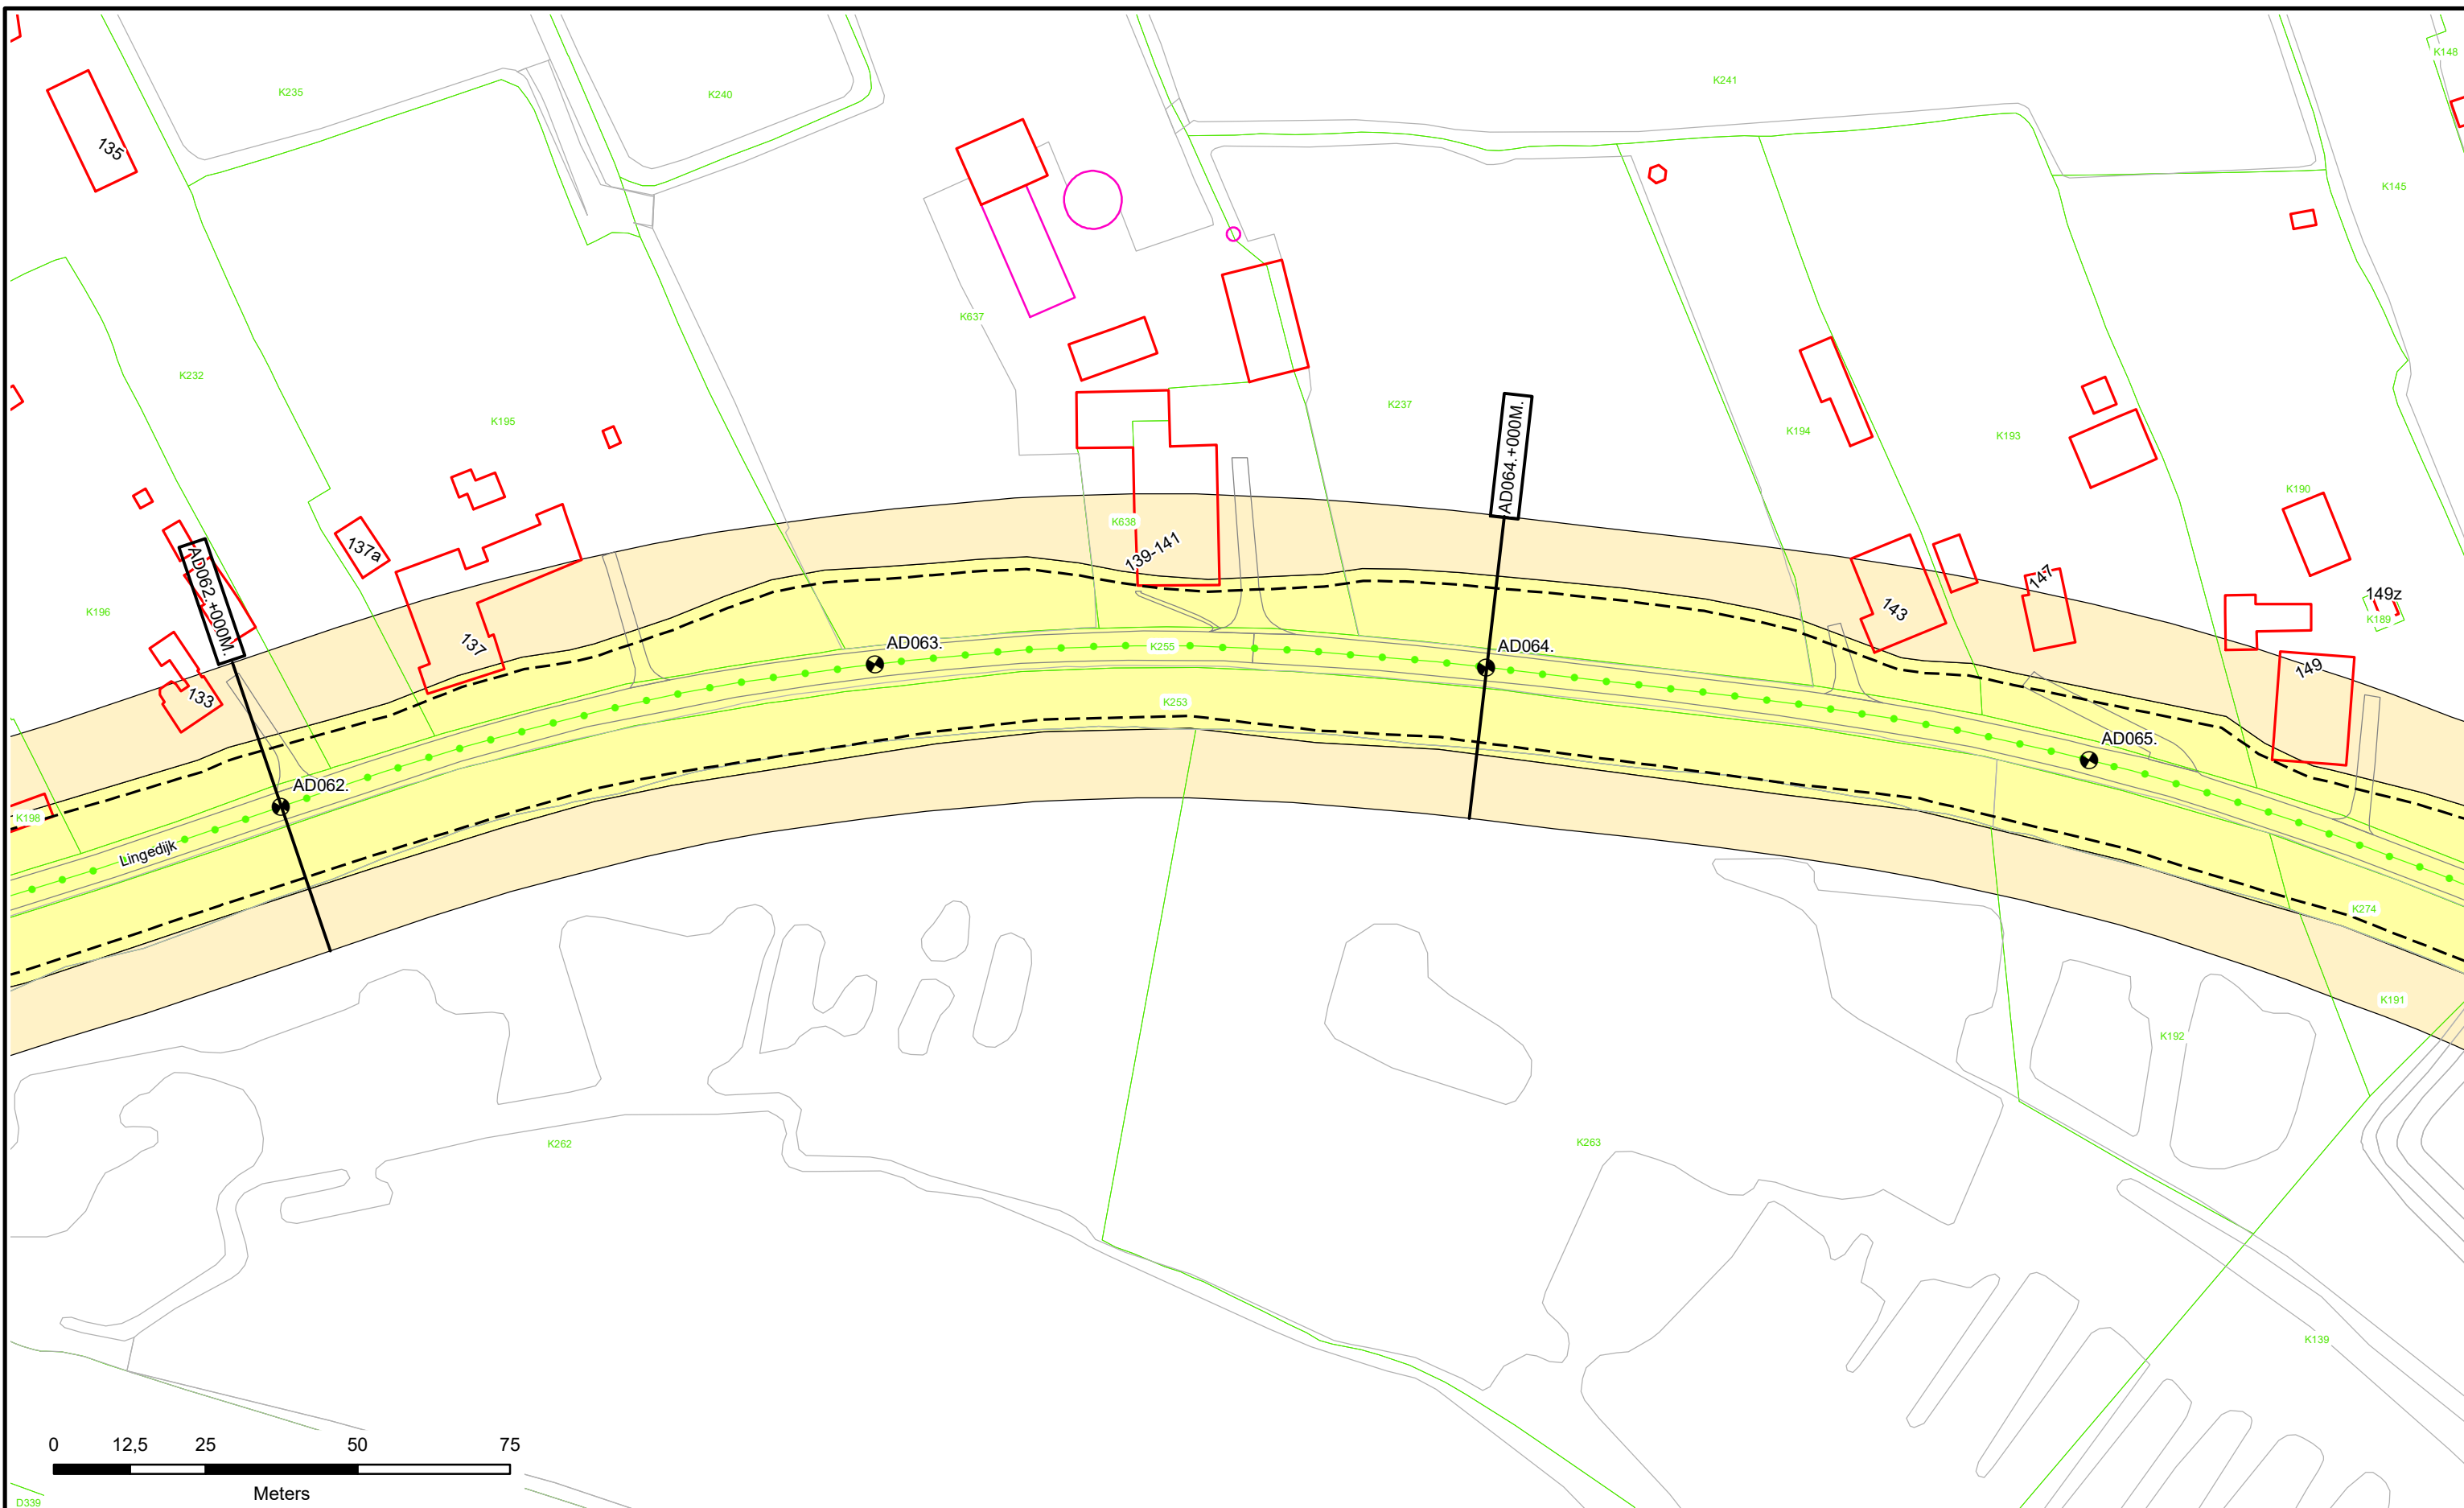 K148
K235
K240
K241
135
K145
K637
K232
K237
K195
K194
K193
AD064.+000M.
K190
K638
137a
139-141
AD062.+000M.
147
149z
K196
143
K189
137
AD063.
K255
AD064.
149
133
K253
AD065.
AD062.
K198
Lingedijk
K274
K191
K192
K262
K263
K139
0 12,5 25 50 75
Meters
D339